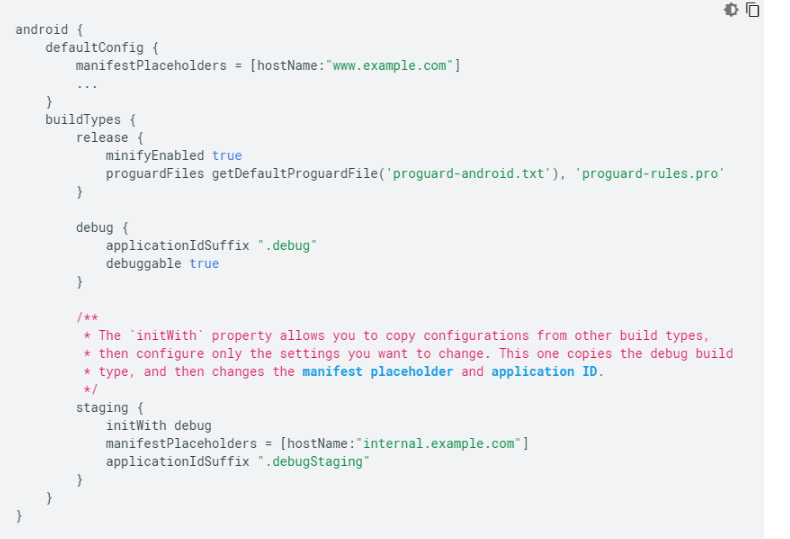 android {
    defaultConfig {
        manifestPlaceholders = [hostName:"www.example.com"]
        ...
    }
    buildTypes {
        release {
            minifyEnabled true
            proguardFiles getDefaultProguardFile('proguard-android.txt'), 'proguard-rules.pro'
        }

        debug {
            applicationIdSuffix ".debug"
            debuggable true
        }

        /**
         * The `initWith` property allows you to copy configurations from other build types,
         * then configure only the settings you want to change. This one copies the debug build
         * type, and then changes the manifest placeholder and application ID.
         */
        staging {
            initWith debug
            manifestPlaceholders = [hostName:"internal.example.com"]
            applicationIdSuffix ".debugStaging"
        }
    }
}